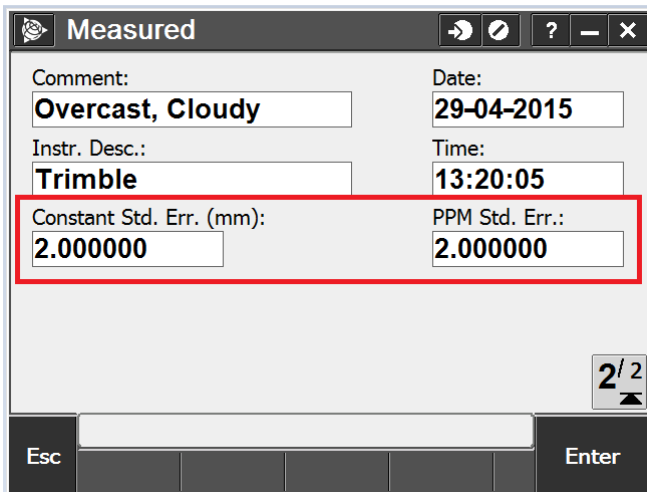 Measured
? – ×
Comment: Date:
Overcast, Cloudy 29-04-2015
Instr. Desc.: Time:
Trimble 13:20:05
Constant Std. Err. (mm): PPM Std. Err.:
2.000000 2.000000
2/2
Esc Enter